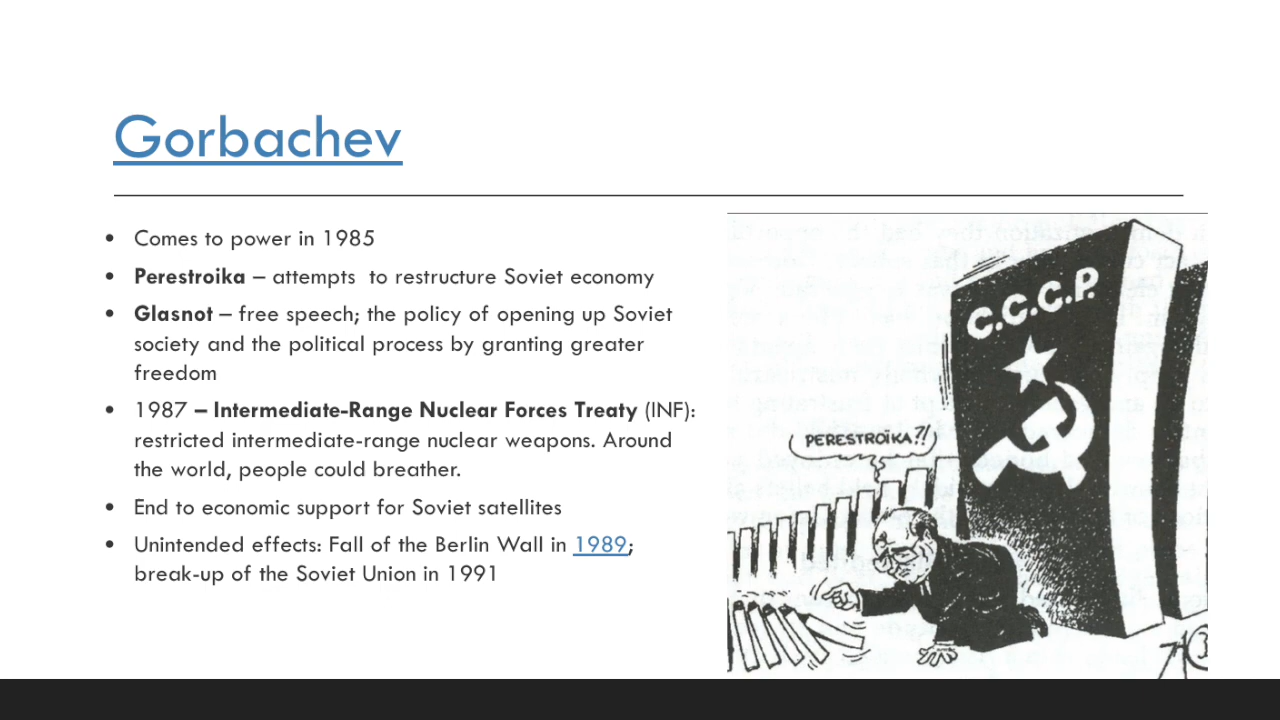 Gorbachev
• Comes to power in 1985
• Perestroika – attempts  to restructure Soviet economy
• Glasnot – free speech; the policy of opening up Soviet
society and the political process by granting greater
freedom
• 1987 – Intermediate-Range Nuclear Forces Treaty (INF):
restricted intermediate-range nuclear weapons. Around
the world, people could breather.
• End to economic support for Soviet satellites
• Unintended effects: Fall of the Berlin Wall in 1989;
break-up of the Soviet Union in 1991
C.C.C.P.
PERESTROÏKA?!